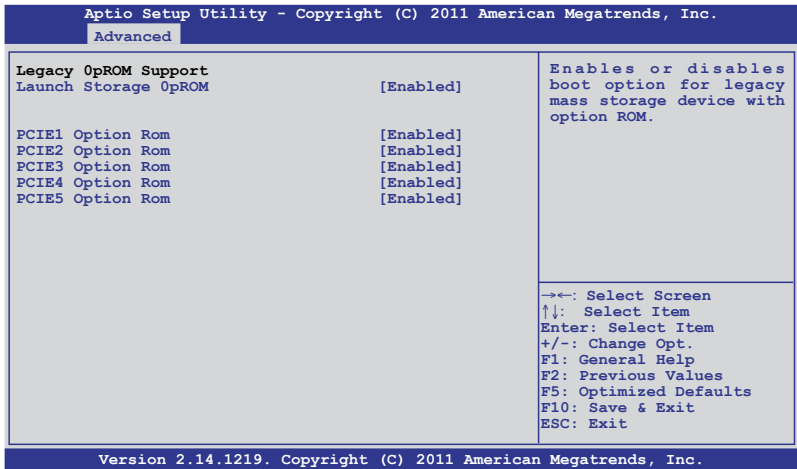 Aptio Setup Utility - Copyright (C) 2011 American Megatrends, Inc.
Advanced
Legacy 0pROM Support
Launch Storage 0pROM [Enabled]
PCIE1 Option Rom [Enabled]
PCIE2 Option Rom [Enabled]
PCIE3 Option Rom [Enabled]
PCIE4 Option Rom [Enabled]
PCIE5 Option Rom [Enabled]
Enables or disables
boot option for legacy
mass storage device with
option ROM.
→←: Select Screen
↑↓: Select Item
Enter: Select Item
+/-: Change Opt.
F1: General Help
F2: Previous Values
F5: Optimized Defaults
F10: Save & Exit
ESC: Exit
Version 2.14.1219. Copyright (C) 2011 American Megatrends, Inc.